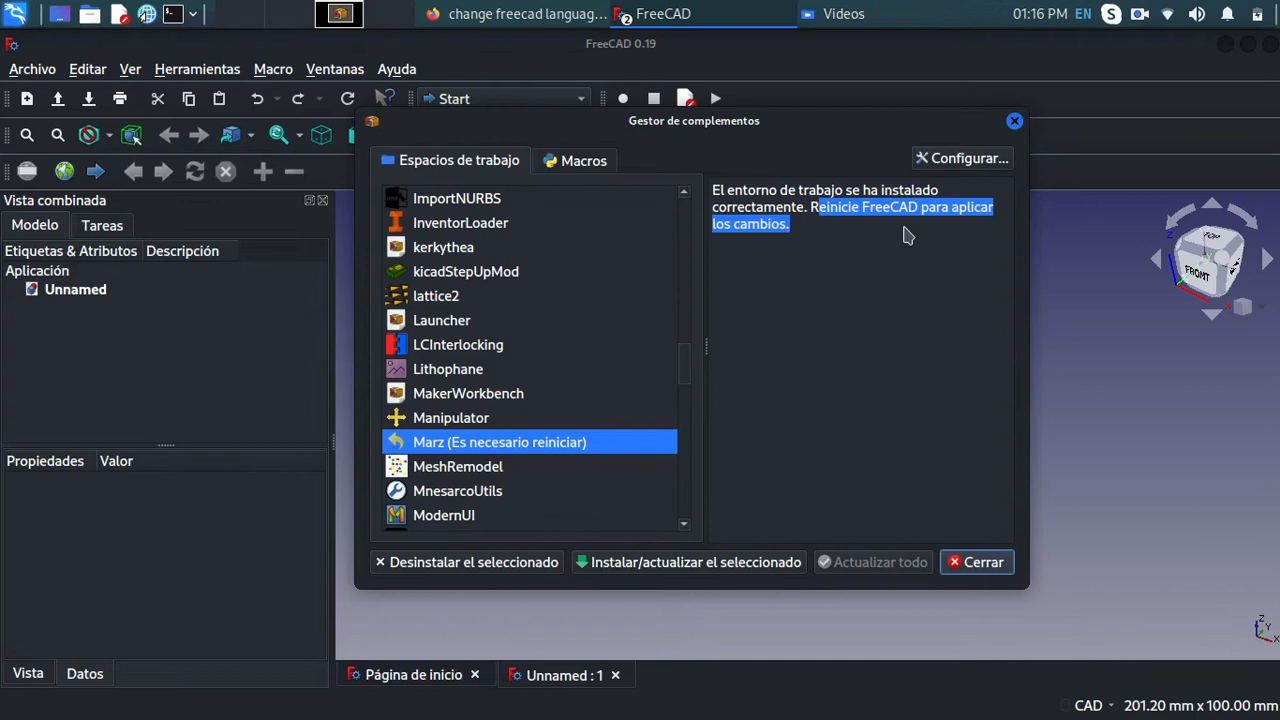 change freecad languag...
2
FreeCAD
Videos
01:16 PM
EN
FreeCAD 0.19
Archivo
Editar
Ver
Herramientas
Macro
Ventanas
Ayuda
Start
Gestor de complementos
Espacios de trabajo
Macros
Configurar...
Vista combinada
Modelo
Tareas
Etiquetas & Atributos
Descripción
Aplicación
Unnamed
ImportNURBS
InventorLoader
kerkythea
kicadStepUpMod
lattice2
Launcher
LCInterlocking
Lithophane
MakerWorkbench
Manipulator
Marz (Es necesario reiniciar)
MeshRemodel
MnesarcoUtils
ModernUI
El entorno de trabajo se ha instalado
correctamente. Reinicie FreeCAD para aplicar
los cambios.
TOP
FRONT
Z
X
Propiedades
Valor
Desinstalar el seleccionado
Instalar/actualizar el seleccionado
Actualizar todo
Cerrar
Z
Y
X
Vista
Datos
Página de inicio
Unnamed : 1
CAD
201.20 mm x 100.00 mm